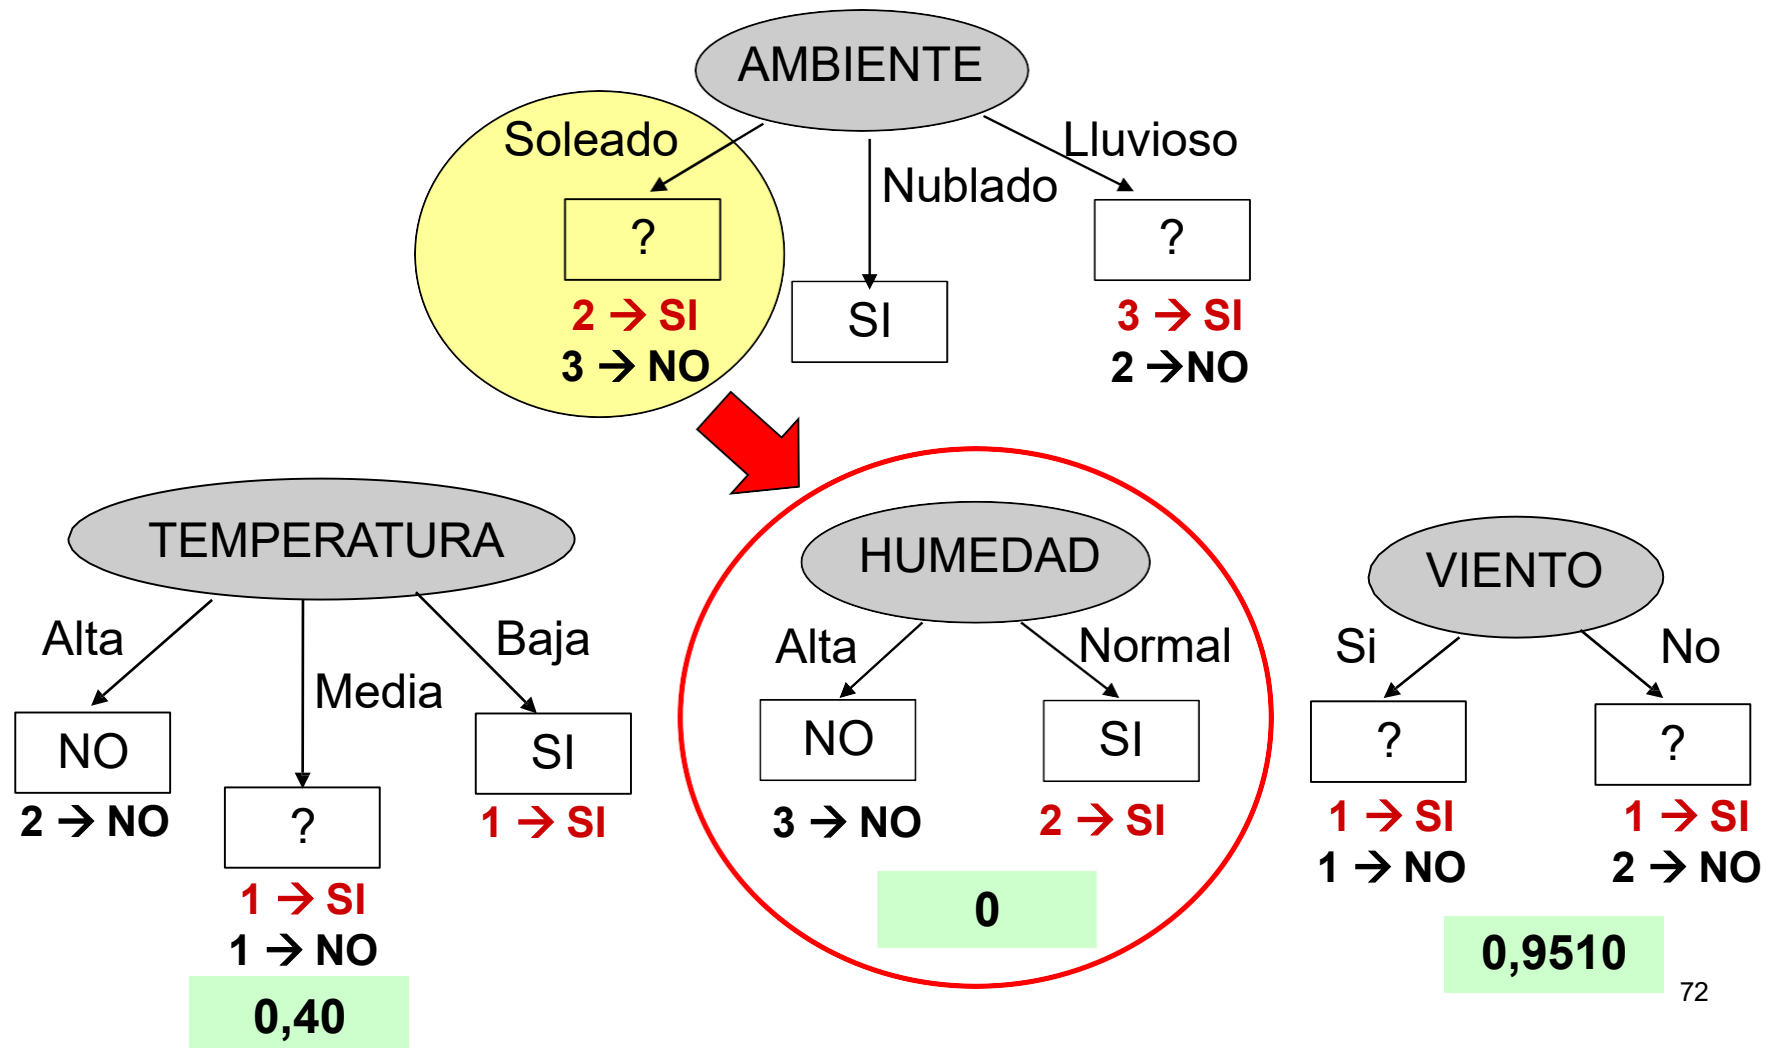 AMBIENTE
Soleado
Nublado
Lluvioso
?
2 → SI
3 → NO
SI
?
3 → SI
2 →NO
TEMPERATURA
Alta
Media
Baja
NO
2 → NO
?
1 → SI
1 → NO
SI
1 → SI
0,40
HUMEDAD
Alta
Normal
NO
3 → NO
SI
2 → SI
0
VIENTO
Si
No
?
1 → SI
1 → NO
?
1 → SI
2 → NO
0,9510
72